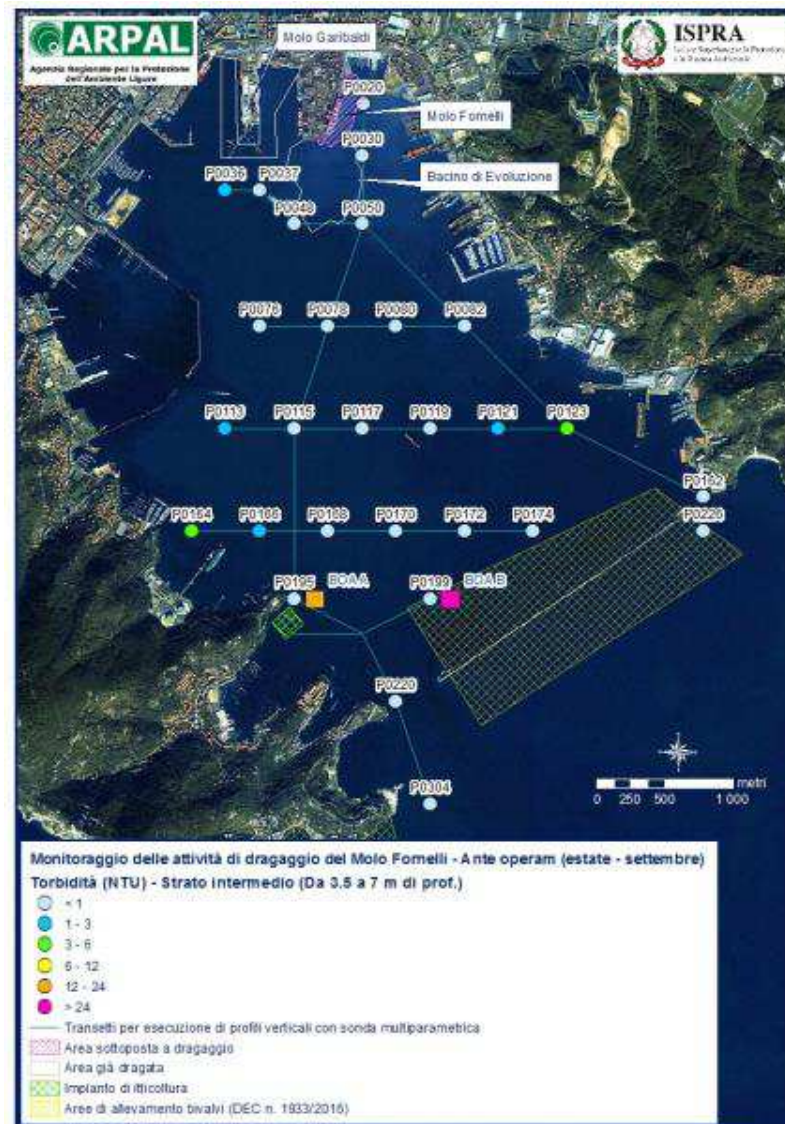 ARPAL
Agenzia Regionale per la Protezione
dell'Ambiente Ligure
ISPRA
Molo Garibaldi
P0020
Molo Fornelli
P0030
Bacino di Evoluzione
P0036
P0037
P0048
P0050
P0076
P0078
P0080
P0082
P0113
P0115
P0117
P0119
P0121
P0123
P0164
P0166
P0168
P0170
P0172
P0174
P0226
P0195
BOAA
P0199
BOAB
P0220
P0304
metri
0 250 500 1 000
Monitoraggio delle attività di dragaggio del Molo Fornelli - Ante operam (estate - settembre)
Torbidità (NTU) - Strato intermedio (Da 3.5 a 7 m di prof.)
< 1
1 - 3
3 - 6
6 - 12
12 - 24
> 24
Transetti per esecuzione di profili verticali con sonda multiparametrica
Area sottoposta a dragaggio
Area già dragata
Impianto di itticoltura
Aree di allevamento bivalvi (DEC n. 1933/2016)